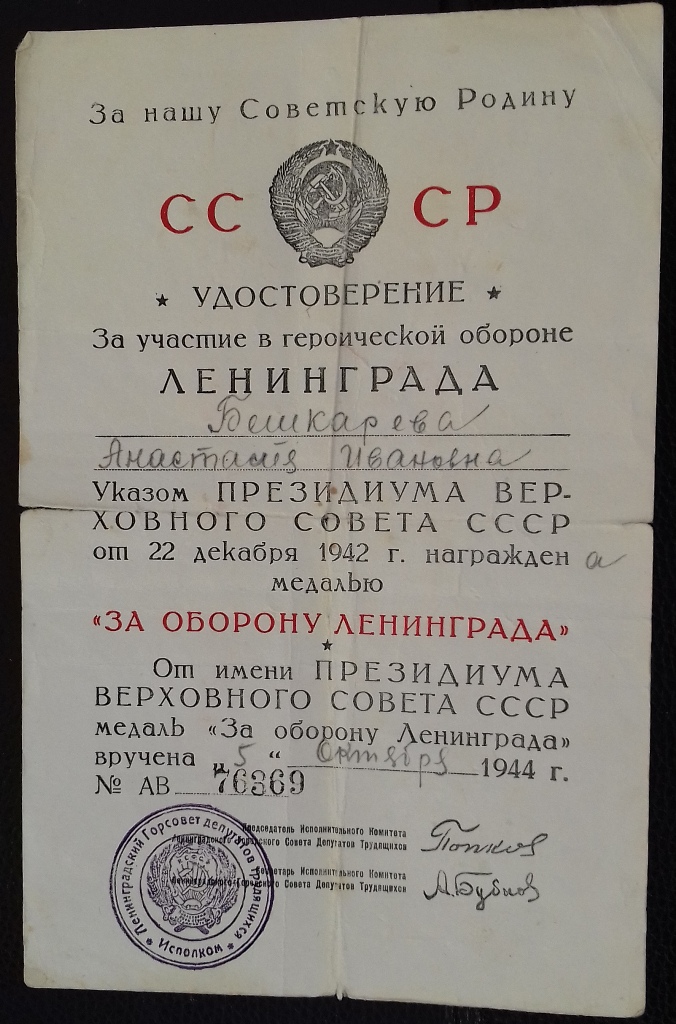 За нашу Советскую Родину
СССР
★ УДОСТОВЕРЕНИЕ ★
За участие в героической обороне
ЛЕНИНГРАДА
Бешкарева
Анастасия Ивановна
Указом ПРЕЗИДИУМА ВЕР-
ХОВНОГО СОВЕТА СССР
от 22 декабря 1942 г. награждена
медалью
«ЗА ОБОРОНУ ЛЕНИНГРАДА»
★
От имени ПРЕЗИДИУМА
ВЕРХОВНОГО СОВЕТА СССР
медаль «За оборону Ленинграда»
вручена „5“ Октября 1944 г.
№ АВ 76369
Председатель Исполнительного Комитета
Ленинградского Городского Совета Депутатов Трудящихся
Попков
Секретарь Исполнительного Комитета
Ленинградского Городского Совета Депутатов Трудящихся
А.Бубнов
Ленинградский Горсовет депутатов трудящихся
★ Исполком ★